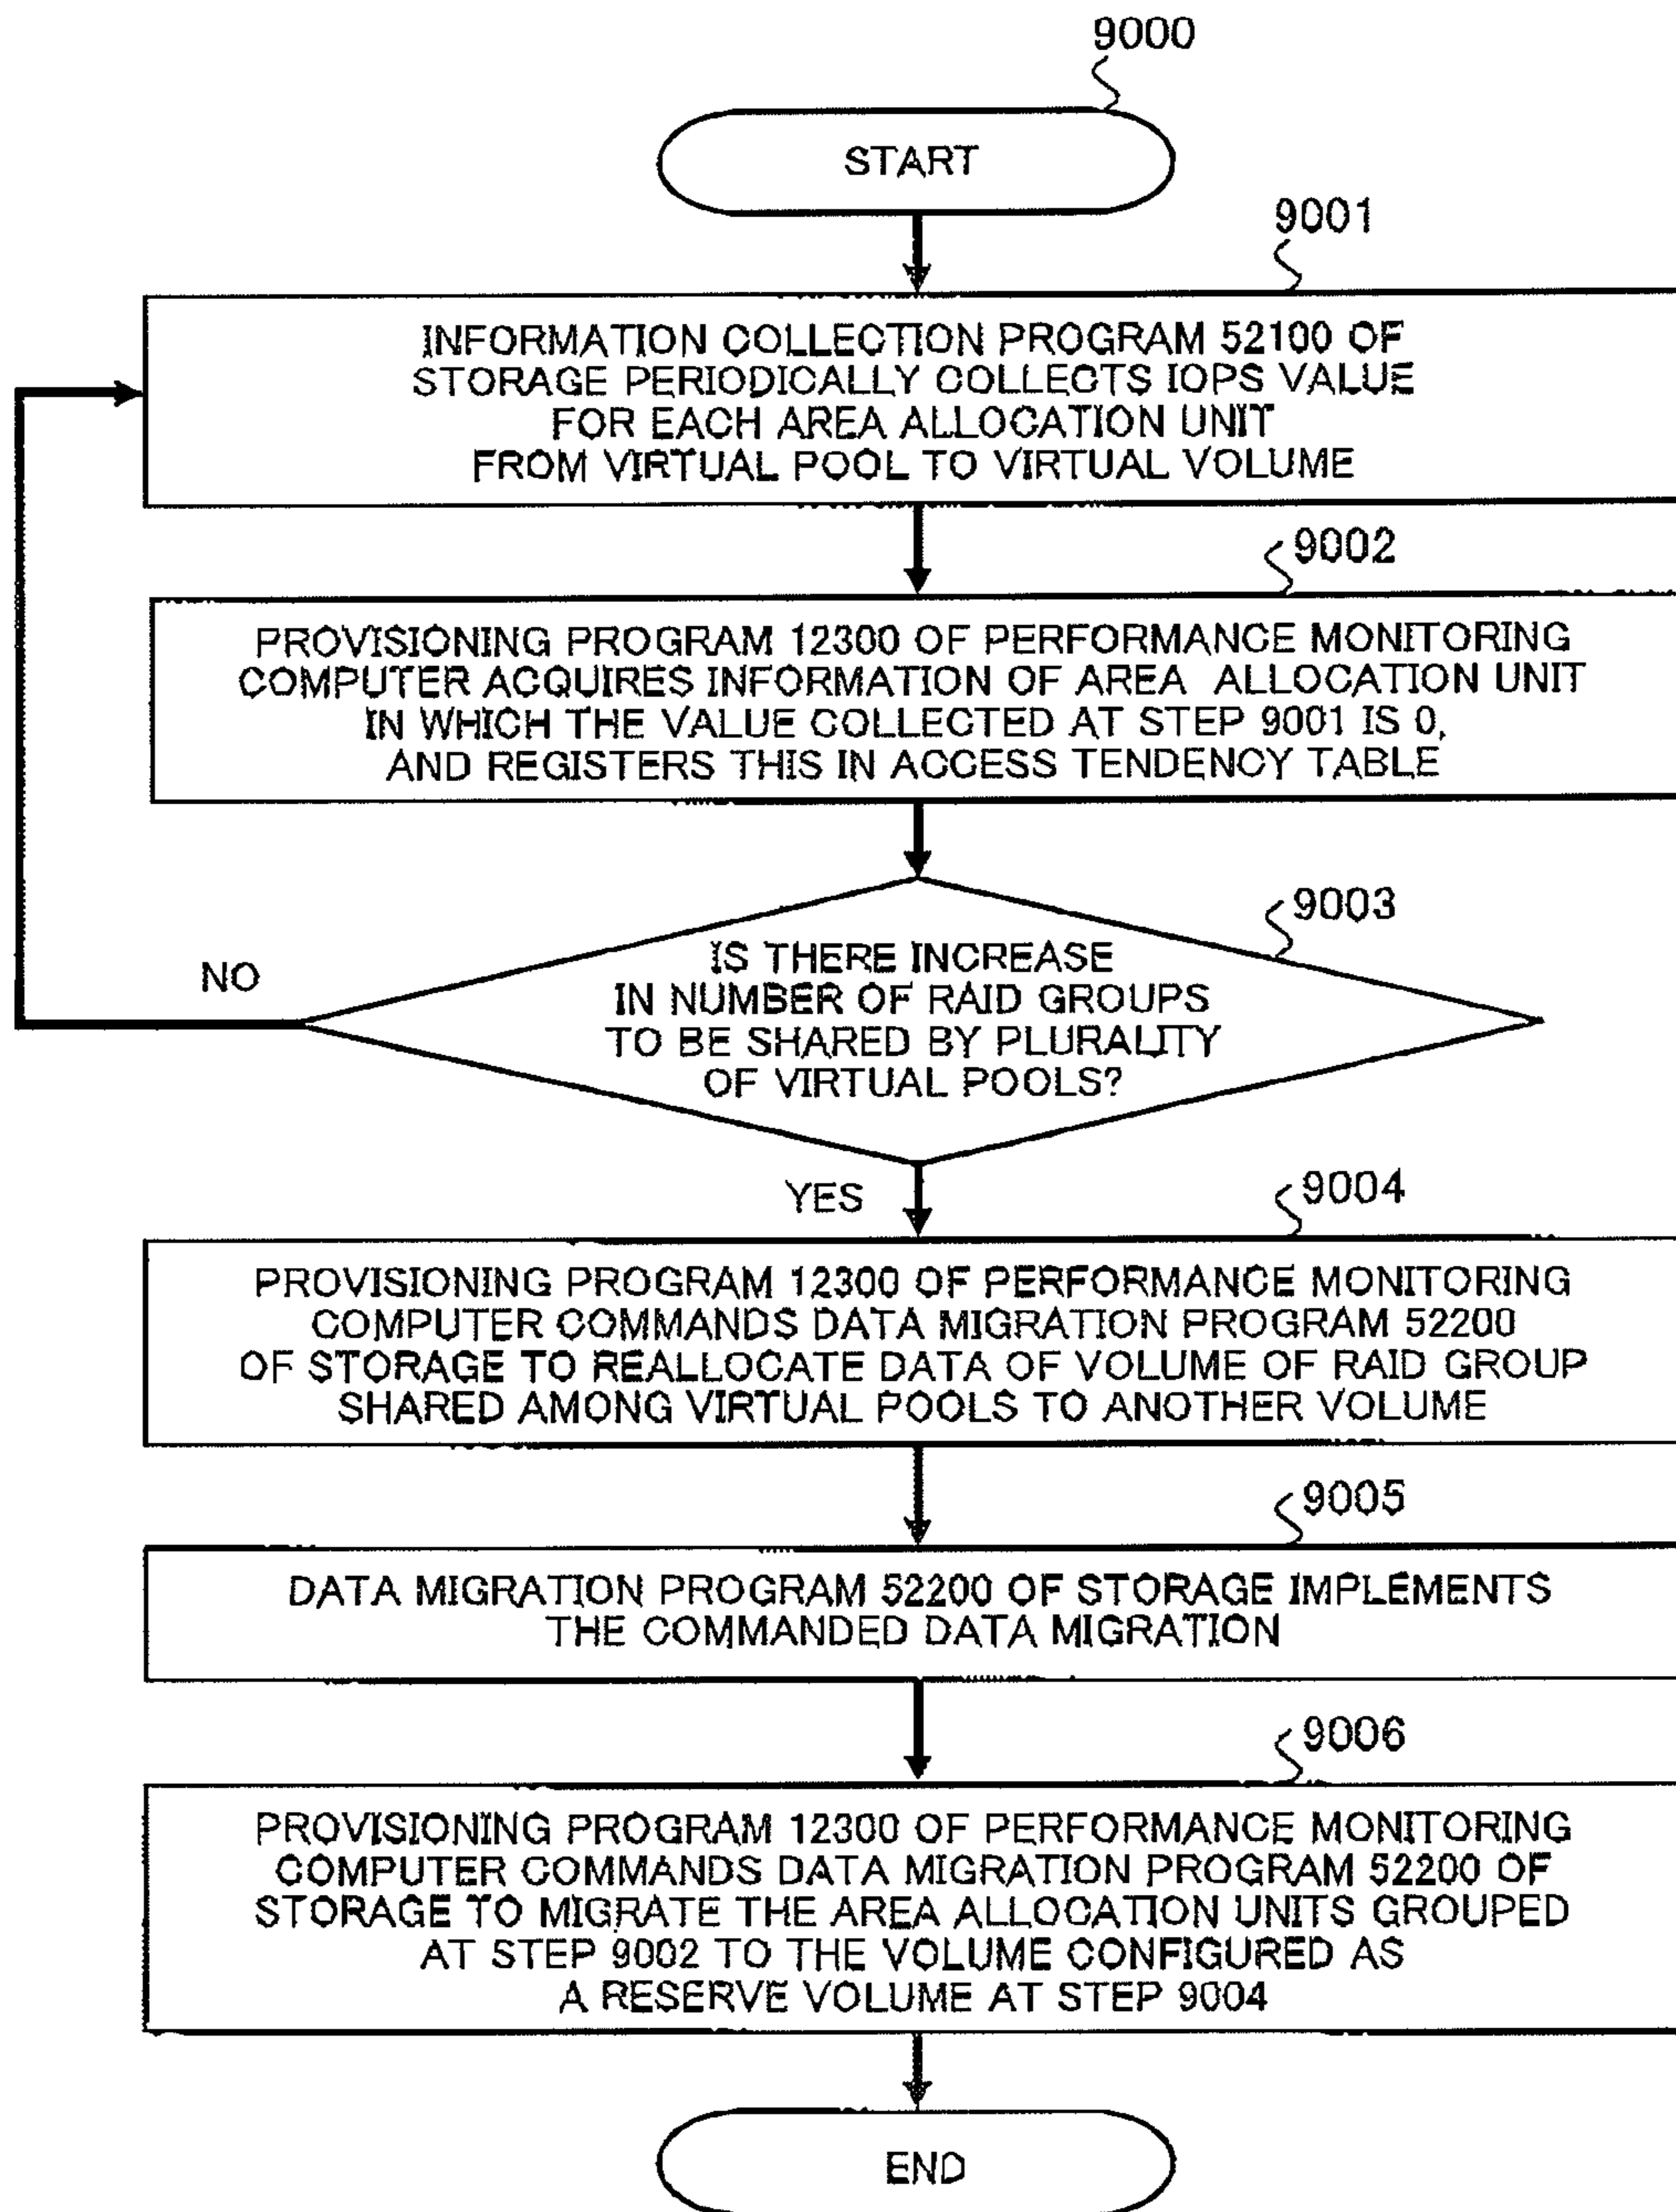 9000
START
9001
INFORMATION COLLECTION PROGRAM 52100 OF
STORAGE PERIODICALLY COLLECTS IOPS VALUE
FOR EACH AREA ALLOCATION UNIT
FROM VIRTUAL POOL TO VIRTUAL VOLUME
9002
PROVISIONING PROGRAM 12300 OF PERFORMANCE MONITORING
COMPUTER ACQUIRES INFORMATION OF AREA ALLOCATION UNIT
IN WHICH THE VALUE COLLECTED AT STEP 9001 IS 0,
AND REGISTERS THIS IN ACCESS TENDENCY TABLE
9003
IS THERE INCREASE
IN NUMBER OF RAID GROUPS
TO BE SHARED BY PLURALITY
OF VIRTUAL POOLS?
NO
YES
9004
PROVISIONING PROGRAM 12300 OF PERFORMANCE MONITORING
COMPUTER COMMANDS DATA MIGRATION PROGRAM 52200
OF STORAGE TO REALLOCATE DATA OF VOLUME OF RAID GROUP
SHARED AMONG VIRTUAL POOLS TO ANOTHER VOLUME
9005
DATA MIGRATION PROGRAM 52200 OF STORAGE IMPLEMENTS
THE COMMANDED DATA MIGRATION
9006
PROVISIONING PROGRAM 12300 OF PERFORMANCE MONITORING
COMPUTER COMMANDS DATA MIGRATION PROGRAM 52200 OF
STORAGE TO MIGRATE THE AREA ALLOCATION UNITS GROUPED
AT STEP 9002 TO THE VOLUME CONFIGURED AS
A RESERVE VOLUME AT STEP 9004
END